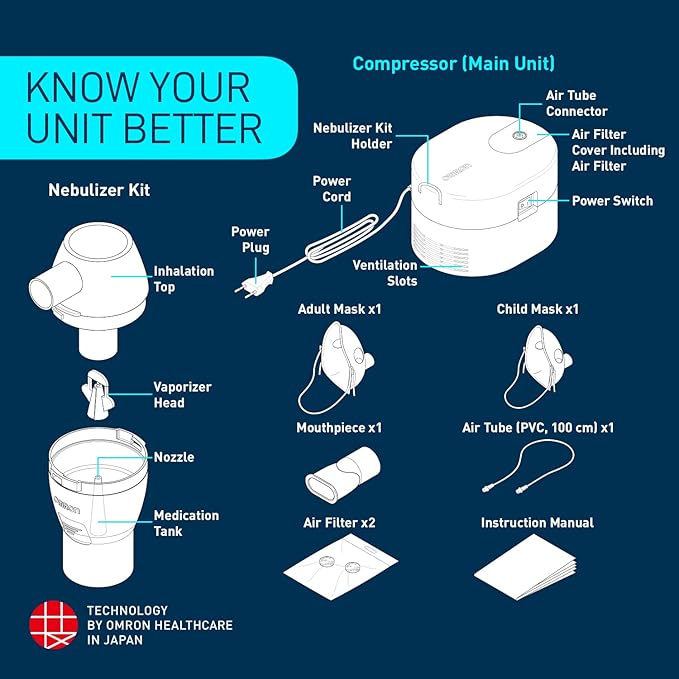 KNOW YOUR
UNIT BETTER
Compressor (Main Unit)
Air Tube
Connector
Nebulizer Kit
Holder
Air Filter
Cover Including
Air Filter
Power
Cord
Power Switch
Power
Plug
Ventilation
Slots
OMRON
Nebulizer Kit
Inhalation
Top
Vaporizer
Head
Nozzle
OMRON
Medication
Tank
Adult Mask x1
Child Mask x1
Mouthpiece x1
Air Tube (PVC, 100 cm) x1
Air Filter x2
Instruction Manual
TECHNOLOGY
BY OMRON HEALTHCARE
IN JAPAN